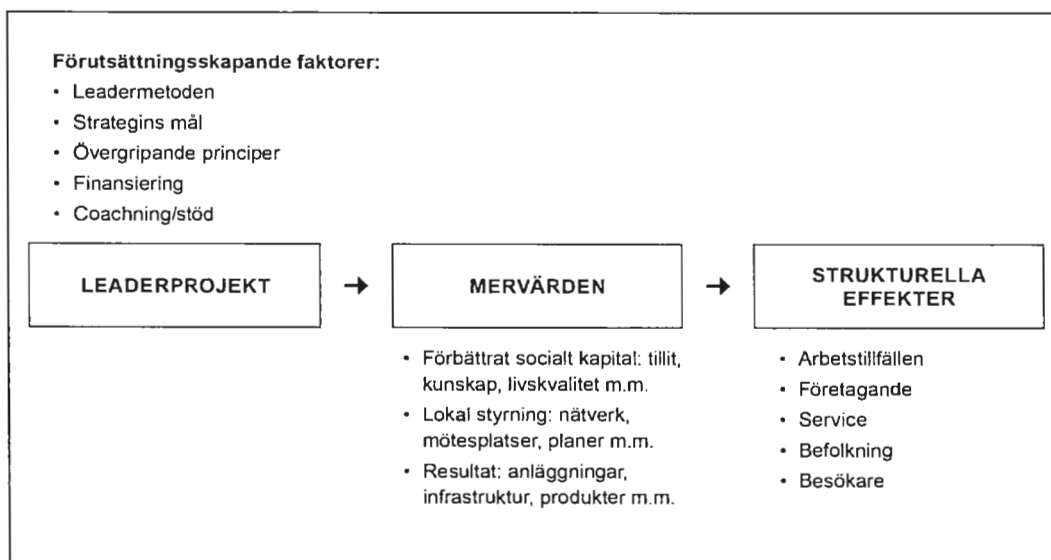 Förutsättningsskapande faktorer:
• Leadermetoden
• Strategins mål
• Övergripande principer
• Finansiering
• Coachning/stöd
LEADERPROJEKT → MERVÄRDEN → STRUKTURELLA
EFFEKTER
• Förbättrat socialt kapital: tillit,
kunskap, livskvalitet m.m.
• Lokal styrning: nätverk,
mötesplatser, planer m.m.
• Resultat: anläggningar,
infrastruktur, produkter m.m.
• Arbetstillfällen
• Företagande
• Service
• Befolkning
• Besökare